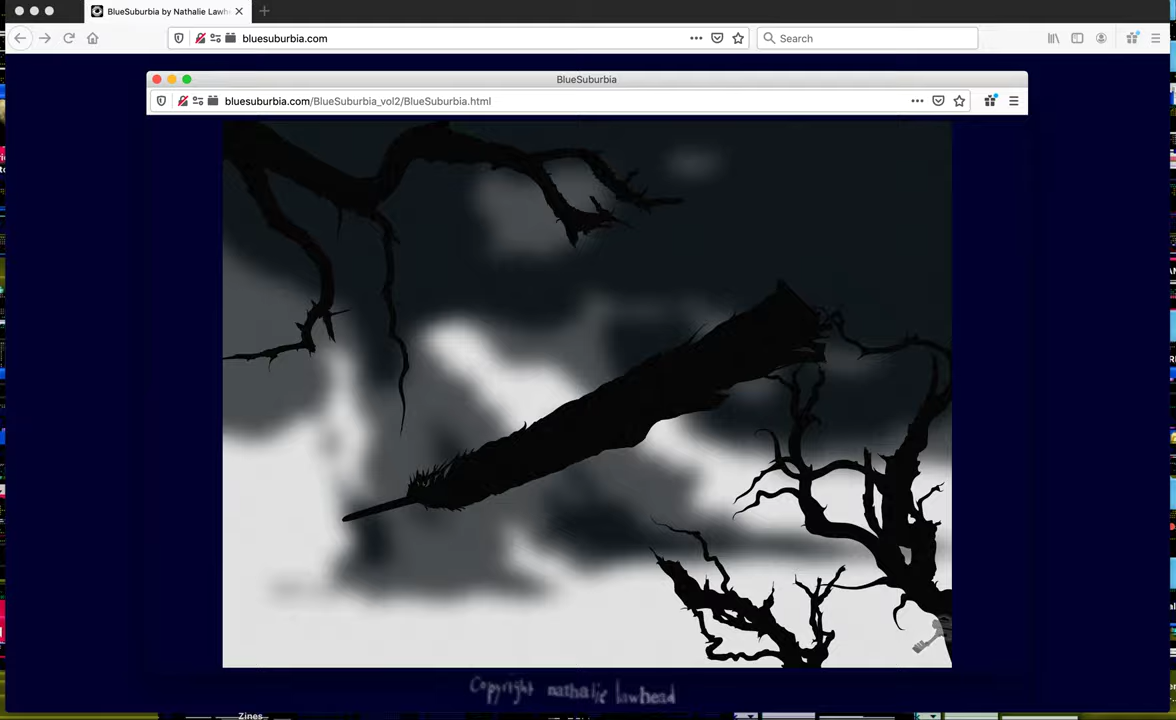 BlueSuburbia by Nathalie Lawh
bluesuburbia.com
Search
BlueSuburbia
bluesuburbia.com/BlueSuburbia_vol2/BlueSuburbia.html
Copyright nathalie lawhead
Zines